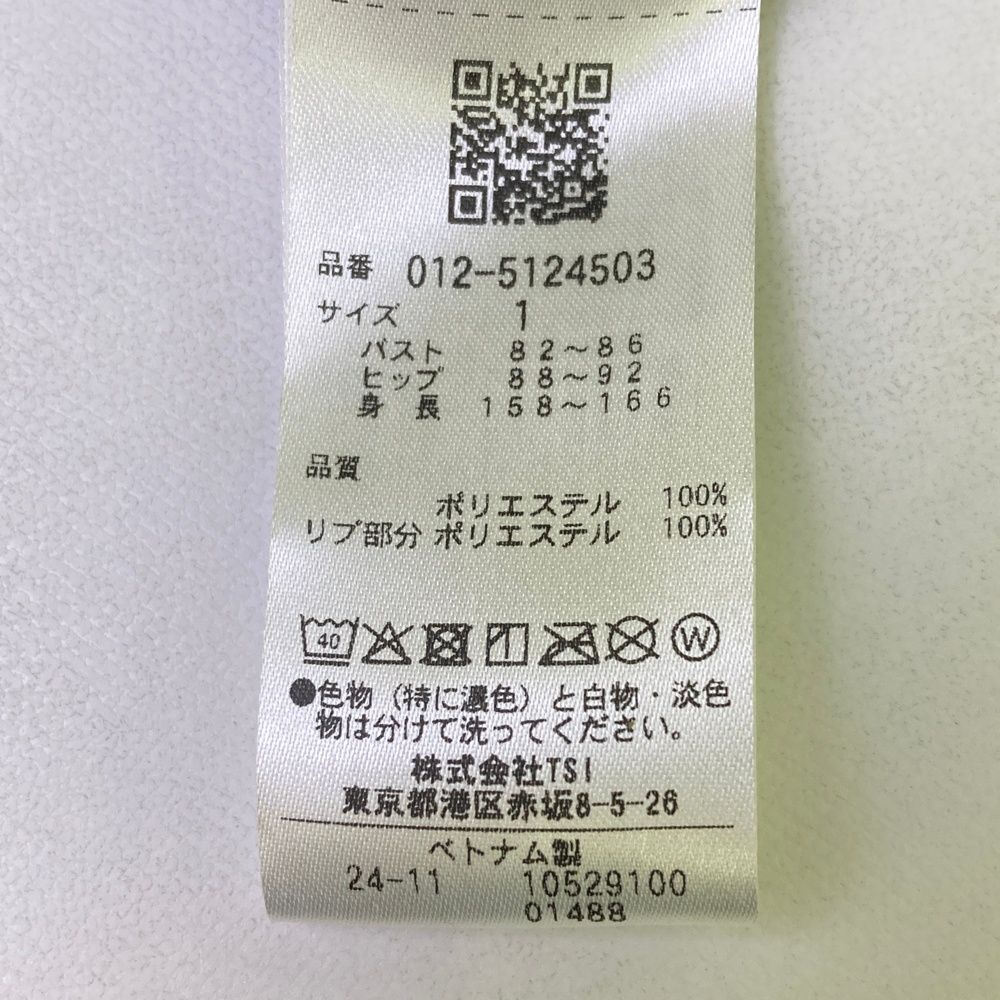 品番 012-5124503
サイズ 1
バスト 82～86
ヒップ 88～92
身長 158～166
品質
ポリエステル 100%
リブ部分 ポリエステル 100%
40
W
●色物（特に濃色）と白物・淡色
物は分けて洗ってください。
株式会社TSI
東京都港区赤坂8-5-26
ベトナム製
24-11 10529100
01488